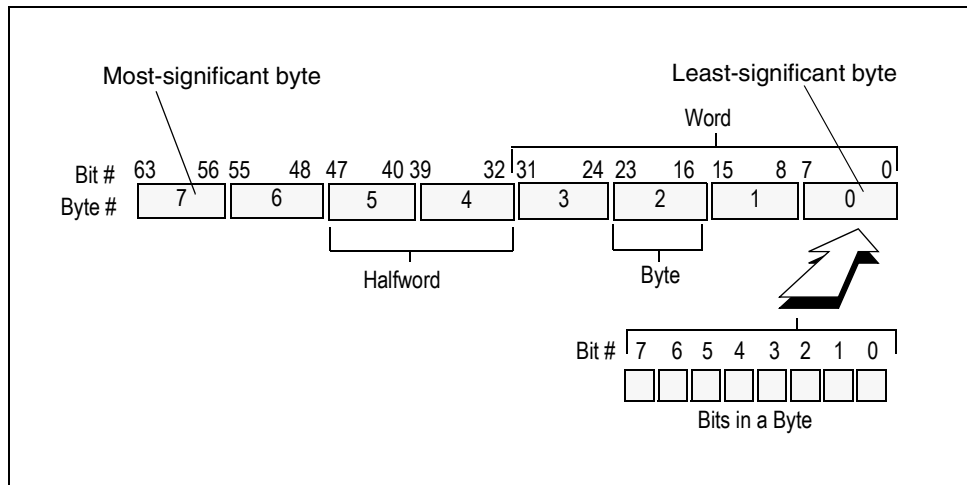 Most-significant byte Least-significant byte
Word
Bit # 63 56 55 48 47 40 39 32 31 24 23 16 15 8 7 0
Byte # 7 6 5 4 3 2 1 0
Halfword Byte
Bit # 7 6 5 4 3 2 1 0
Bits in a Byte